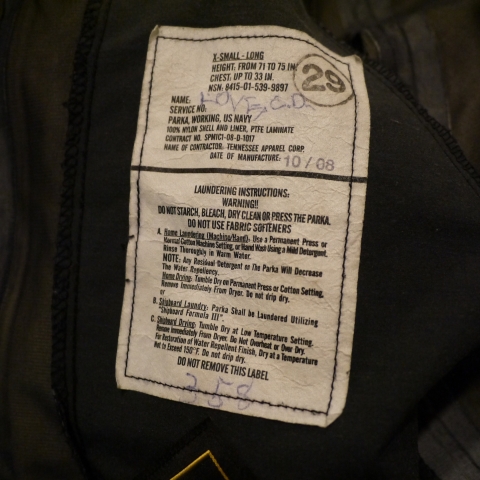 X-SMALL - LONG
HEIGHT, FROM 71 TO 75 IN
CHEST, UP TO 33 IN.
NSN: 8415-01-539-9897
29
NAME: LOVE, C.D.
SERVICE NO:
PARKA, WORKING, US NAVY
100% NYLON SHELL AND LINER, PTFE LAMINATE
CONTRACT NO. SPM1C1-08-D-1017
NAME OF CONTRACTOR: TENNESSEE APPAREL CORP.
DATE OF MANUFACTURE: 10/08
LAUNDERING INSTRUCTIONS:
WARNING!!
DO NOT STARCH, BLEACH, DRY CLEAN OR PRESS THE PARKA.
DO NOT USE FABRIC SOFTENERS
A. Home Laundering (Machine/Hand): Use a Permanent Press or
Normal Cotton Machine Setting, or Hand Wash Using a Mild Detergent.
Rinse Thoroughly in Warm Water.
NOTE: Any Residual Detergent on The Parka Will Decrease
The Water Repellency.
Home Drying: Tumble Dry on Permanent Press or Cotton Setting.
Remove Immediately From Dryer. Do not drip dry.
or
B. Shipboard Laundry: Parka Shall be Laundered Utilizing
"Shipboard Formula III".
C. Shipboard Drying: Tumble Dry at Low Temperature Setting.
Remove Immediately From Dryer. Do Not Overheat or Over Dry.
For Restoration of Water Repellent Finish, Dry at a Temperature
Not to Exceed 150°F. Do not drip dry.
DO NOT REMOVE THIS LABEL
358